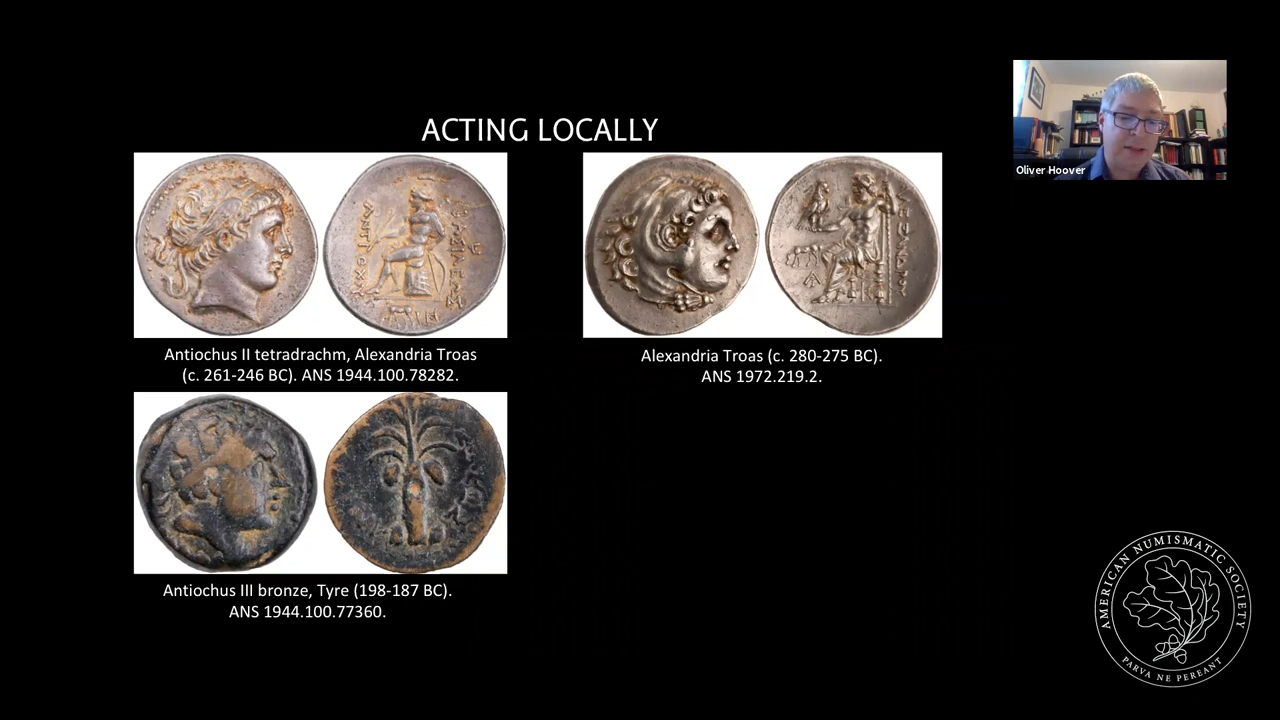 ACTING LOCALLY
Oliver Hoover
Antiochus II tetradrachm, Alexandria Troas
(c. 261-246 BC). ANS 1944.100.78282.
Alexandria Troas (c. 280-275 BC).
ANS 1972.219.2.
Antiochus III bronze, Tyre (198-187 BC).
ANS 1944.100.77360.
AMERICAN NUMISMATIC SOCIETY
PARVA NE PEREANT